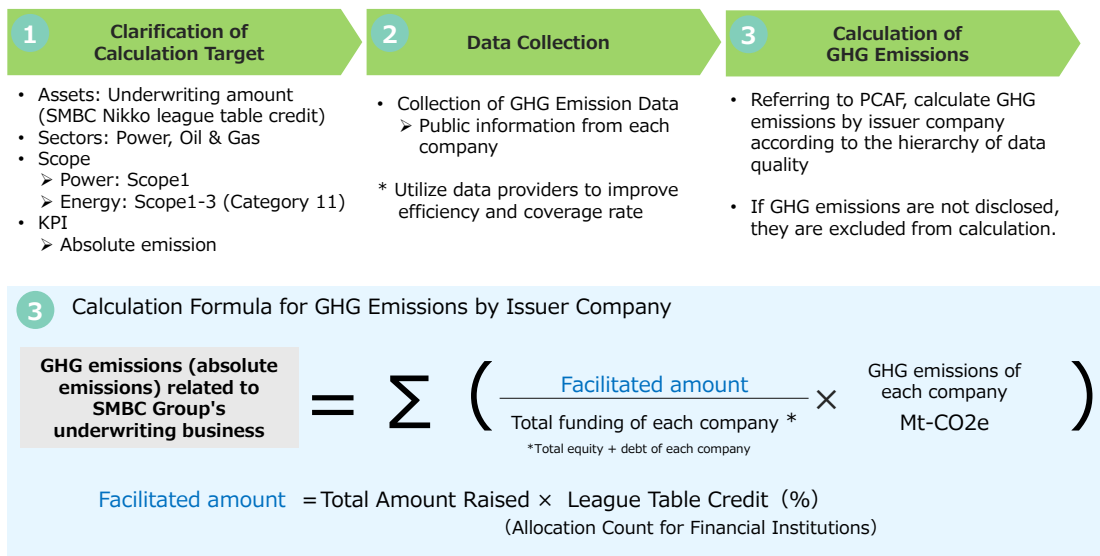 1
Clarification of
Calculation Target
• Assets: Underwriting amount
(SMBC Nikko league table credit)
• Sectors: Power, Oil & Gas
• Scope
➢ Power: Scope1
➢ Energy: Scope1-3 (Category 11)
• KPI
➢ Absolute emission
2
Data Collection
• Collection of GHG Emission Data
➢ Public information from each
company
* Utilize data providers to improve
efficiency and coverage rate
3
Calculation of
GHG Emissions
• Referring to PCAF, calculate GHG
emissions by issuer company
according to the hierarchy of data
quality
• If GHG emissions are not disclosed,
they are excluded from calculation.
3 Calculation Formula for GHG Emissions by Issuer Company
GHG emissions (absolute
emissions) related to
SMBC Group's
underwriting business
= Σ (
Facilitated amount
Total funding of each company *
*Total equity + debt of each company
×
GHG emissions of
each company
Mt-CO2e
)
Facilitated amount = Total Amount Raised × League Table Credit (%)
(Allocation Count for Financial Institutions)